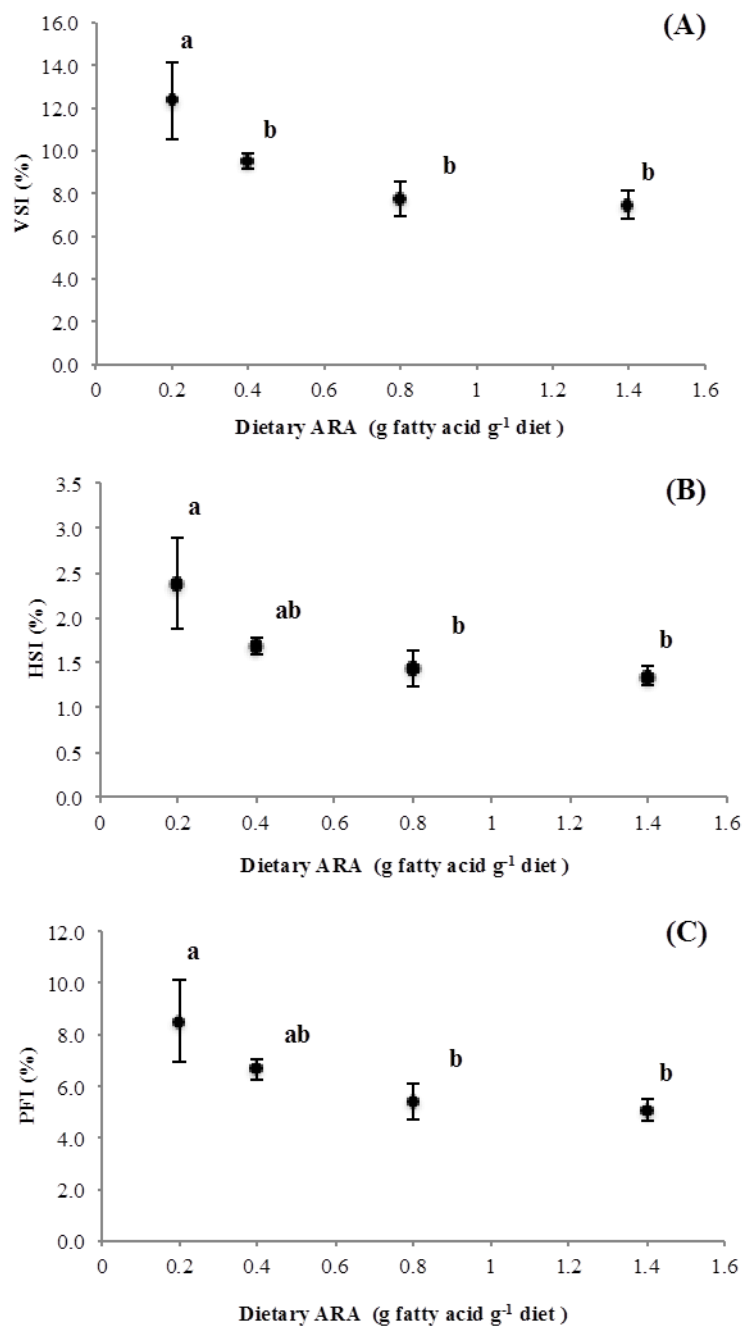 (A)
16.0
a
14.0
12.0
b
10.0
b
b
8.0
6.0
4.0
2.0
0.0
VSI (%)
0 0.2 0.4 0.6 0.8 1 1.2 1.4 1.6
Dietary ARA (g fatty acid g⁻¹ diet )
(B)
3.5
a
3.0
2.5
ab
2.0
b
b
1.5
1.0
0.5
0.0
HSI (%)
0 0.2 0.4 0.6 0.8 1 1.2 1.4 1.6
Dietary ARA (g fatty acid g⁻¹ diet )
(C)
12.0
a
10.0
ab
8.0
b
b
6.0
4.0
2.0
0.0
PFI (%)
0 0.2 0.4 0.6 0.8 1 1.2 1.4 1.6
Dietary ARA (g fatty acid g⁻¹ diet )